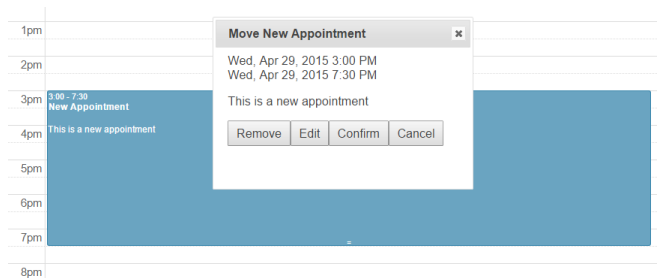 1pm
2pm
3pm
4pm
5pm
6pm
7pm
8pm
3:00 - 7:30
New Appointment
This is a new appointment
Move New Appointment
Wed, Apr 29, 2015 3:00 PM
Wed, Apr 29, 2015 7:30 PM
This is a new appointment
Remove Edit Confirm Cancel